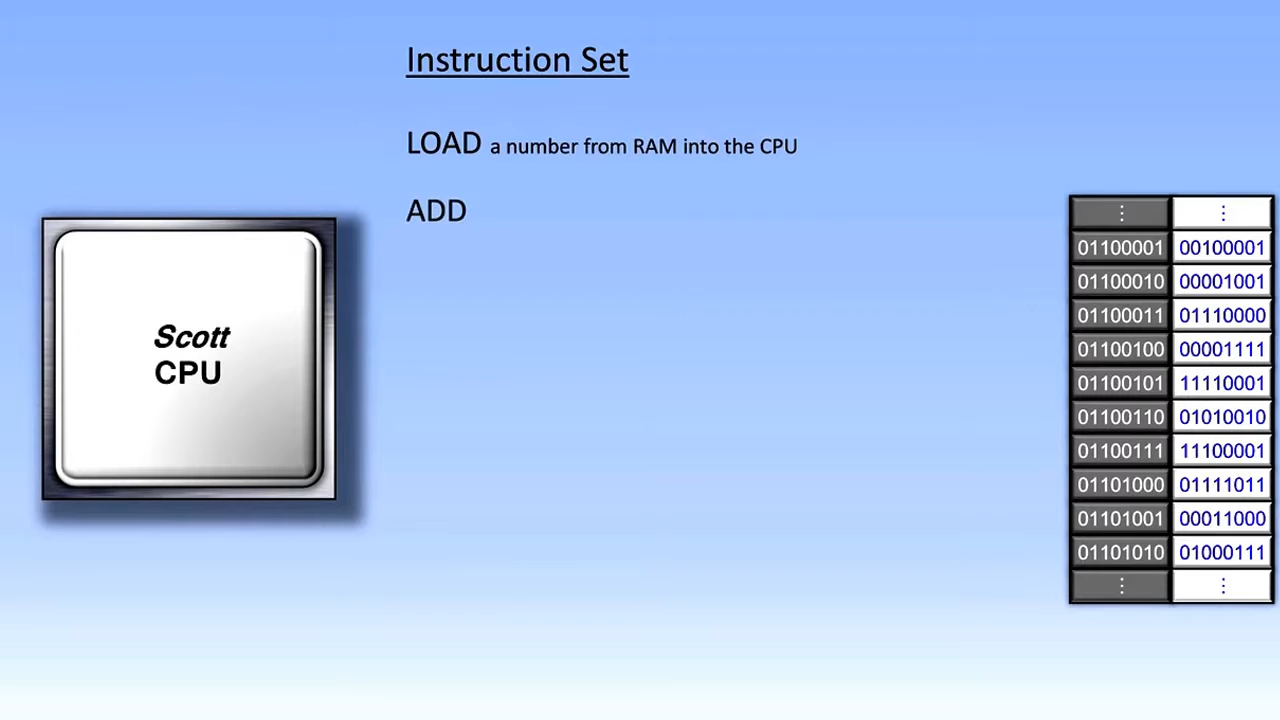 Instruction Set
LOAD a number from RAM into the CPU
ADD
Scott
CPU
⋮ ⋮
01100001 00100001
01100010 00001001
01100011 01110000
01100100 00001111
01100101 11110001
01100110 01010010
01100111 11100001
01101000 01111011
01101001 00011000
01101010 01000111
⋮ ⋮